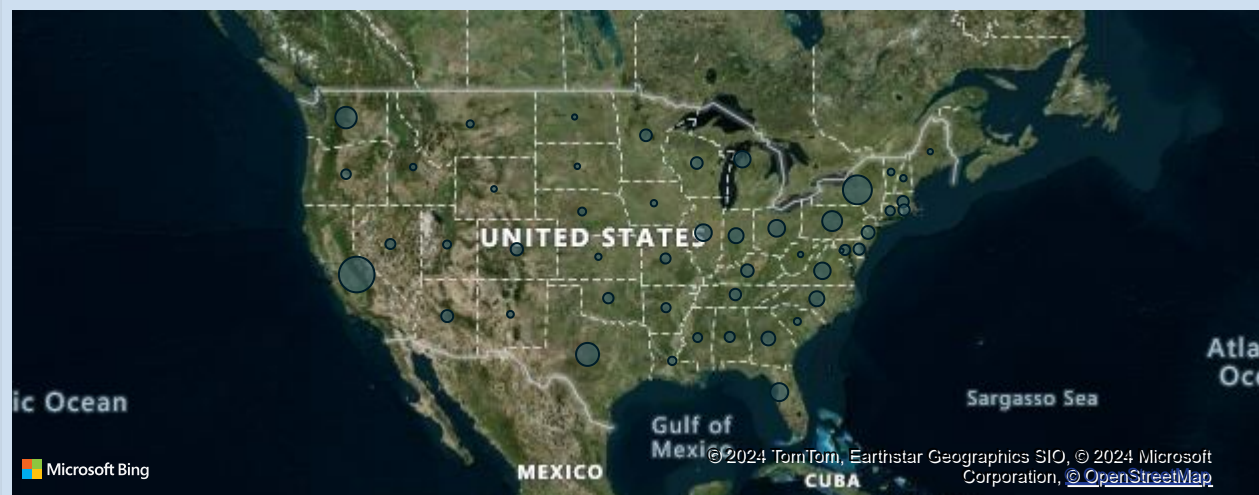 UNITED STATES
Atla
Oce
ic Ocean
Sargasso Sea
Gulf of
Mexico
© 2024 TomTom, Earthstar Geographics SIO, © 2024 Microsoft
Corporation, © OpenStreetMap
Microsoft Bing
MEXICO
CUBA